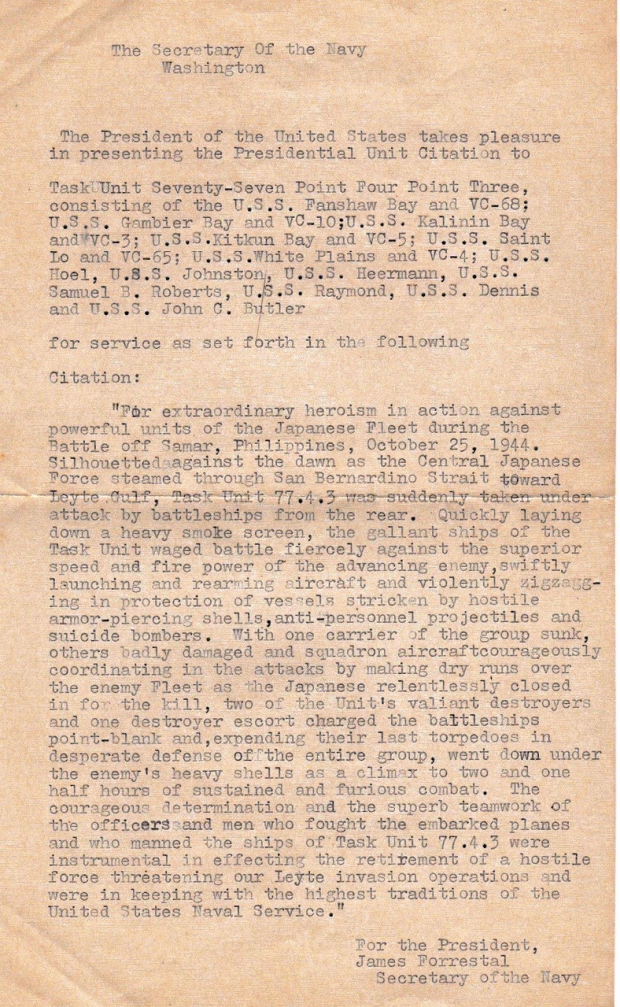 The Secretary Of the Navy
Washington
The President of the United States takes pleasure
in presenting the Presidential Unit Citation to
Task Unit Seventy-Seven Point Four Point Three,
consisting of the U.S.S. Fanshaw Bay and VC-68;
U.S.S. Gambier Bay and VC-10;U.S.S. Kalinin Bay
and VC-3; U.S.S.Kitkun Bay and VC-5; U.S.S. Saint
Lo and VC-65; U.S.S.White Plains and VC-4; U.S.S.
Hoel, U.S.S. Johnston, U.S.S. Heermann, U.S.S.
Samuel B. Roberts, U.S.S. Raymond, U.S.S. Dennis
and U.S.S. John C. Butler
for service as set forth in the following
Citation:
"For extraordinary heroism in action against
powerful units of the Japanese Fleet during the
Battle off Samar, Philippines, October 25, 1944.
Silhouetted against the dawn as the Central Japanese
Force steamed through San Bernardino Strait toward
Leyte Gulf, Task Unit 77.4.3 was suddenly taken under
attack by battleships from the rear. Quickly laying
down a heavy smoke screen, the gallant ships of the
Task Unit waged battle fiercely against the superior
speed and fire power of the advancing enemy,swiftly
launching and rearming aircraft and violently zigzagg-
ing in protection of vessels stricken by hostile
armor-piercing shells,anti-personnel projectiles and
suicide bombers. With one carrier of the group sunk,
others badly damaged and squadron aircraftcourageously
coordinating in the attacks by making dry runs over
the enemy Fleet as the Japanese relentlessly closed
in for the kill, two of the Unit's valiant destroyers
and one destroyer escort charged the battleships
point-blank and,expending their last torpedoes in
desperate defense of the entire group, went down under
the enemy's heavy shells as a climax to two and one
half hours of sustained and furious combat. The
courageous determination and the superb teamwork of
the officers and men who fought the embarked planes
and who manned the ships of Task Unit 77.4.3 were
instrumental in effecting the retirement of a hostile
force threatening our Leyte invasion operations and
were in keeping with the highest traditions of the
United States Naval Service."
For the President,
James Forrestal
Secretary ofthe Navy